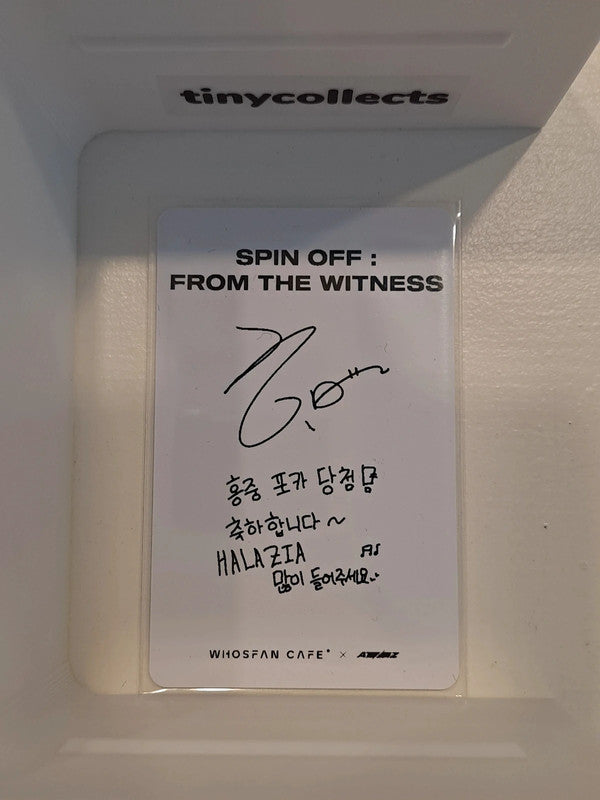 tinycollects
SPIN OFF :
FROM THE WITNESS
홍중 포카 당첨
축하합니다~
HALAZIA
많이 들어주세요..
WHOSFAN CAFE × ATEEZ